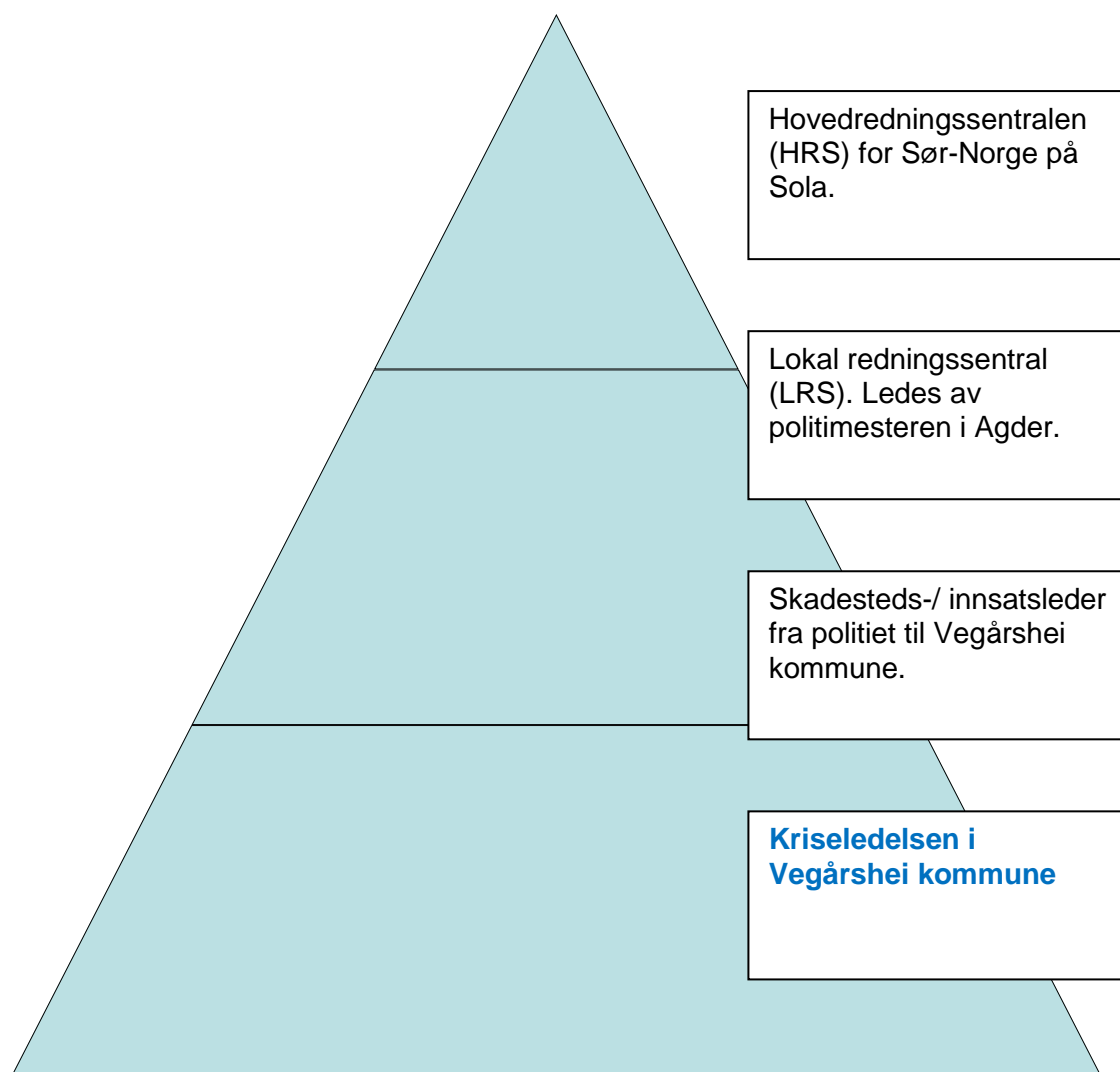 Hovedredningssentralen
(HRS) for Sør-Norge på
Sola.
Lokal redningssentral
(LRS). Ledes av
politimesteren i Agder.
Skadesteds-/ innsatsleder
fra politiet til Vegårshei
kommune.
Kriseledelsen i
Vegårshei kommune